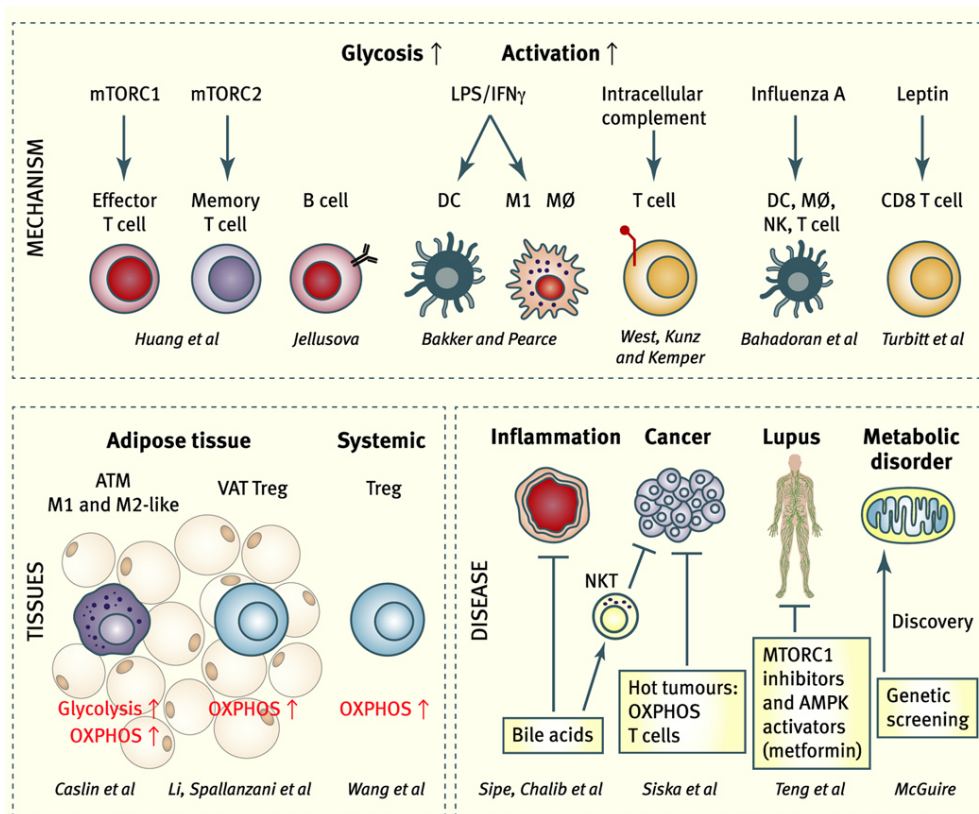 Glycosis ↑ Activation ↑
mTORC1 mTORC2 LPS/IFNγ Intracellular complement Influenza A Leptin
MECHANISM
Effector T cell
Memory T cell
B cell
DC
M1 MØ
T cell
DC, MØ,
NK, T cell
CD8 T cell
Huang et al
Jellusova
Bakker and Pearce
West, Kunz
and Kemper
Bahadoran et al
Turbitt et al
TISSUES
Adipose tissue
Systemic
ATM
M1 and M2-like
VAT Treg
Treg
Glycolysis ↑
OXPHOS ↑
OXPHOS ↑
OXPHOS ↑
Caslin et al
Li, Spallanzani et al
Wang et al
DISEASE
Inflammation
Cancer
Lupus
Metabolic
disorder
NKT
Discovery
Bile acids
Hot tumours:
OXPHOS
T cells
MTORC1
inhibitors
and AMPK
activators
(metformin)
Genetic
screening
Sipe, Chalib et al
Siska et al
Teng et al
McGuire